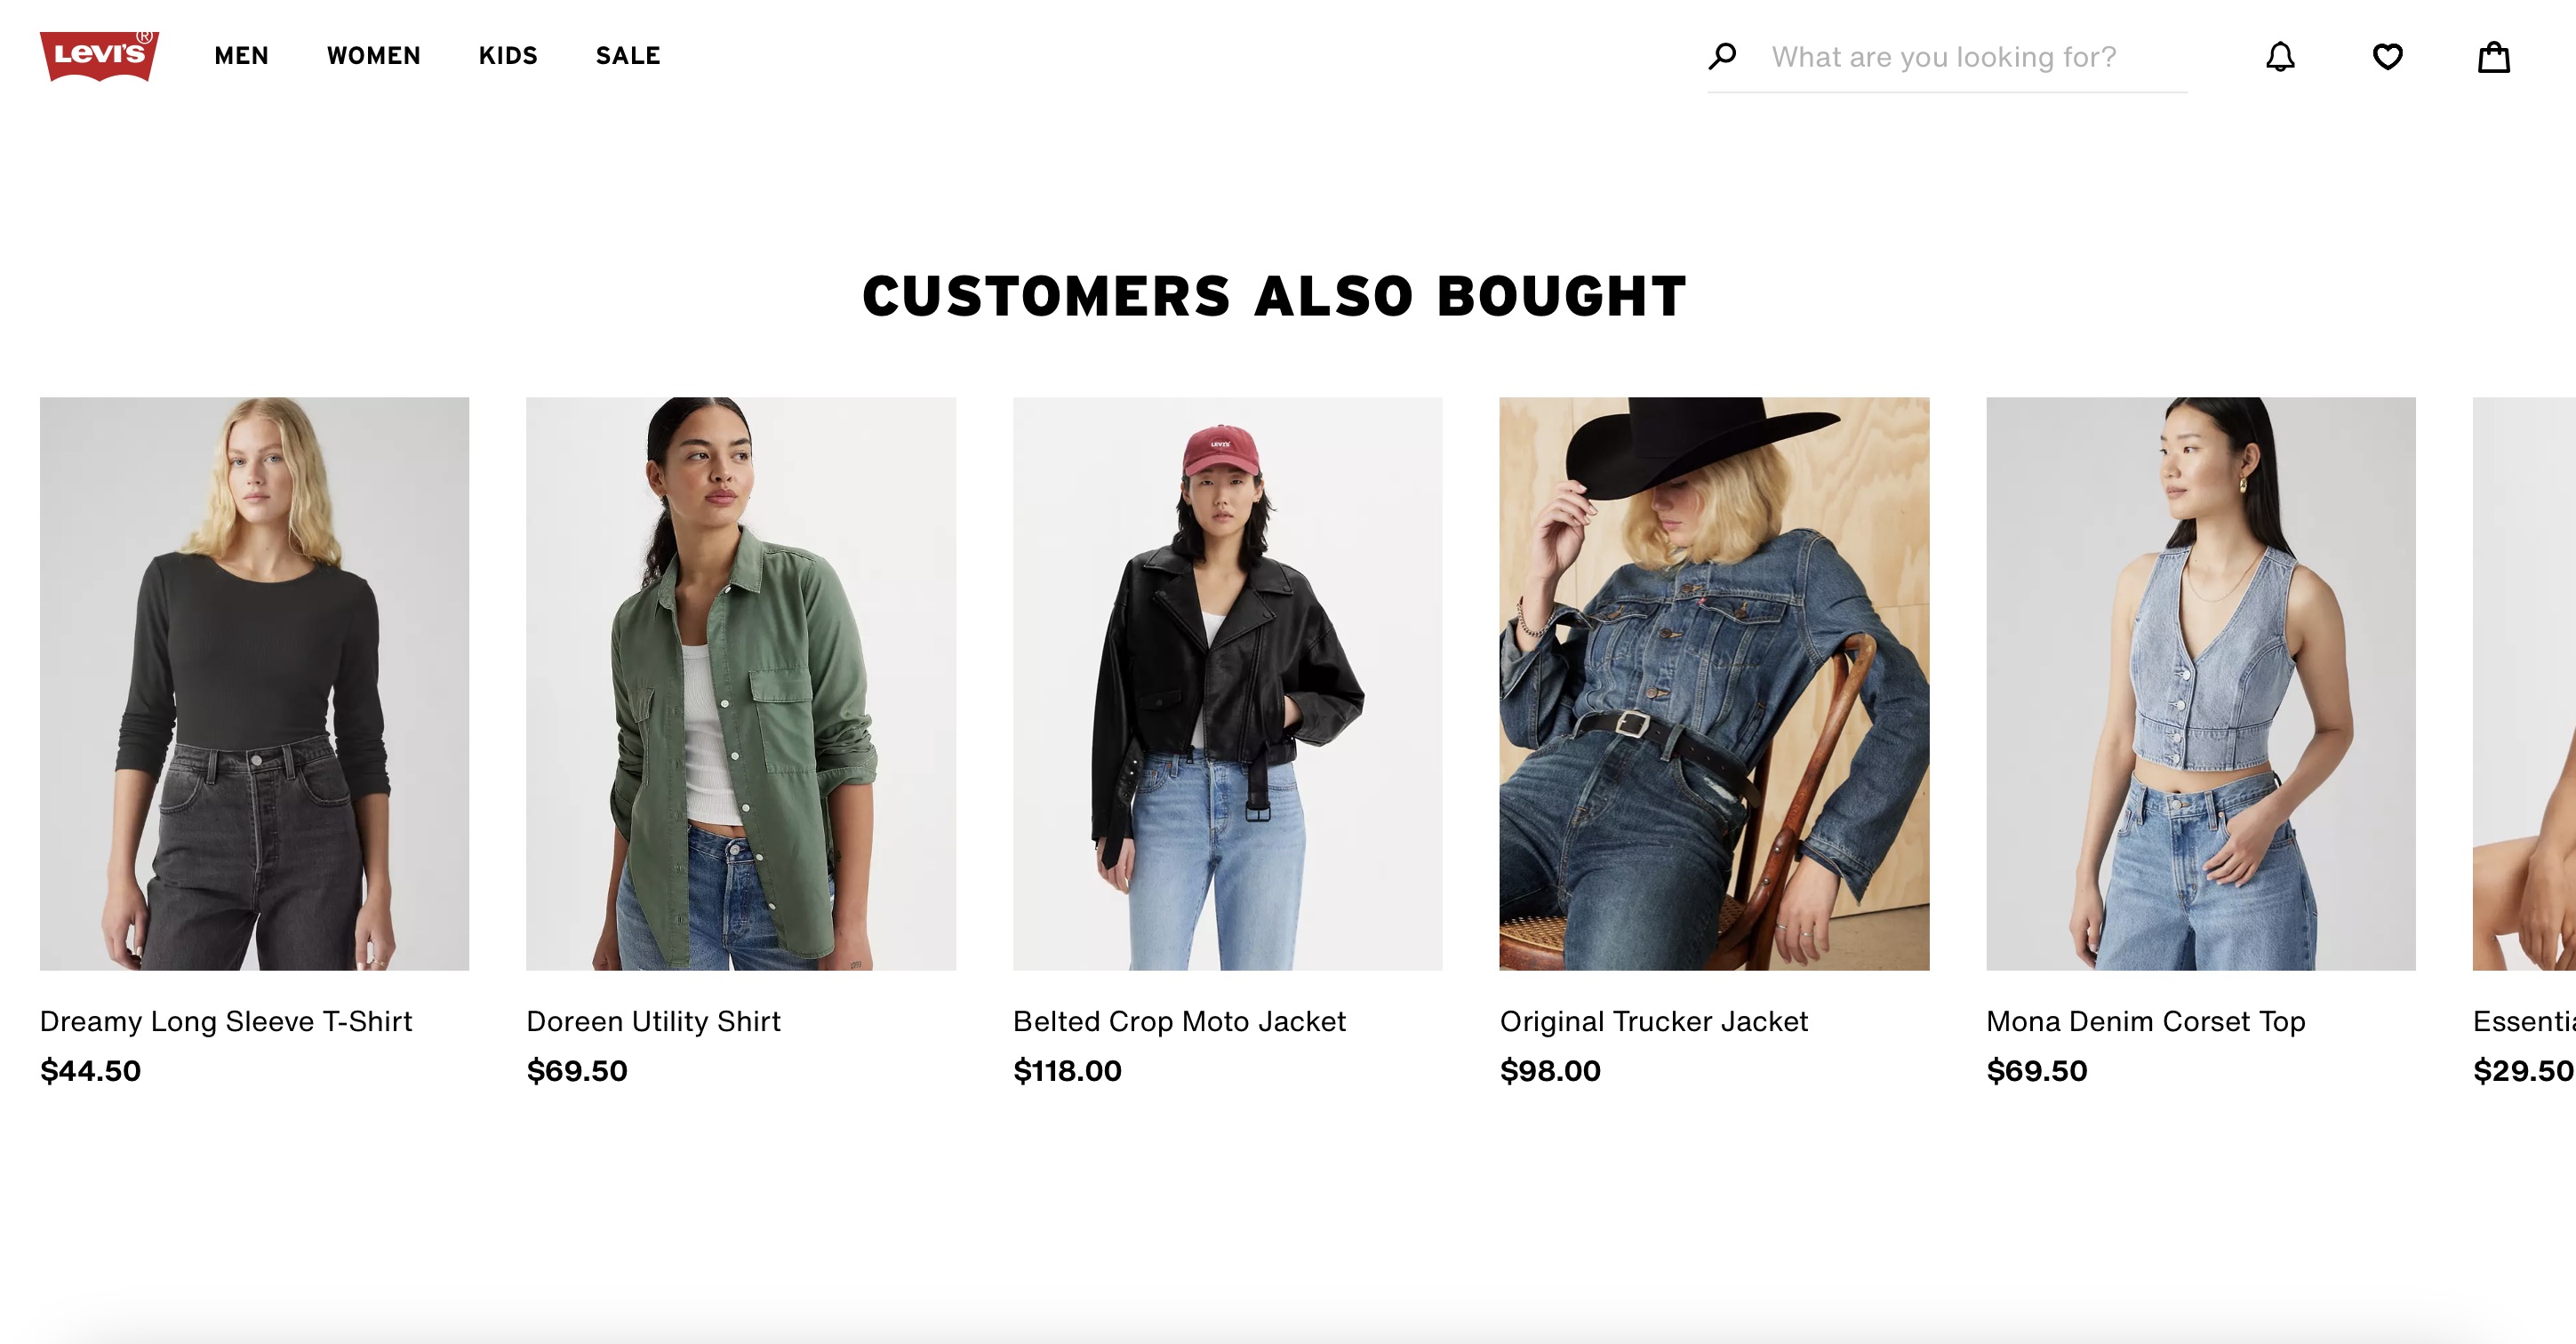 Levi's ®
MEN WOMEN KIDS SALE
What are you looking for?
CUSTOMERS ALSO BOUGHT
LEVI'S
Dreamy Long Sleeve T-Shirt
$44.50
Doreen Utility Shirt
$69.50
Belted Crop Moto Jacket
$118.00
Original Trucker Jacket
$98.00
Mona Denim Corset Top
$69.50
$29.50